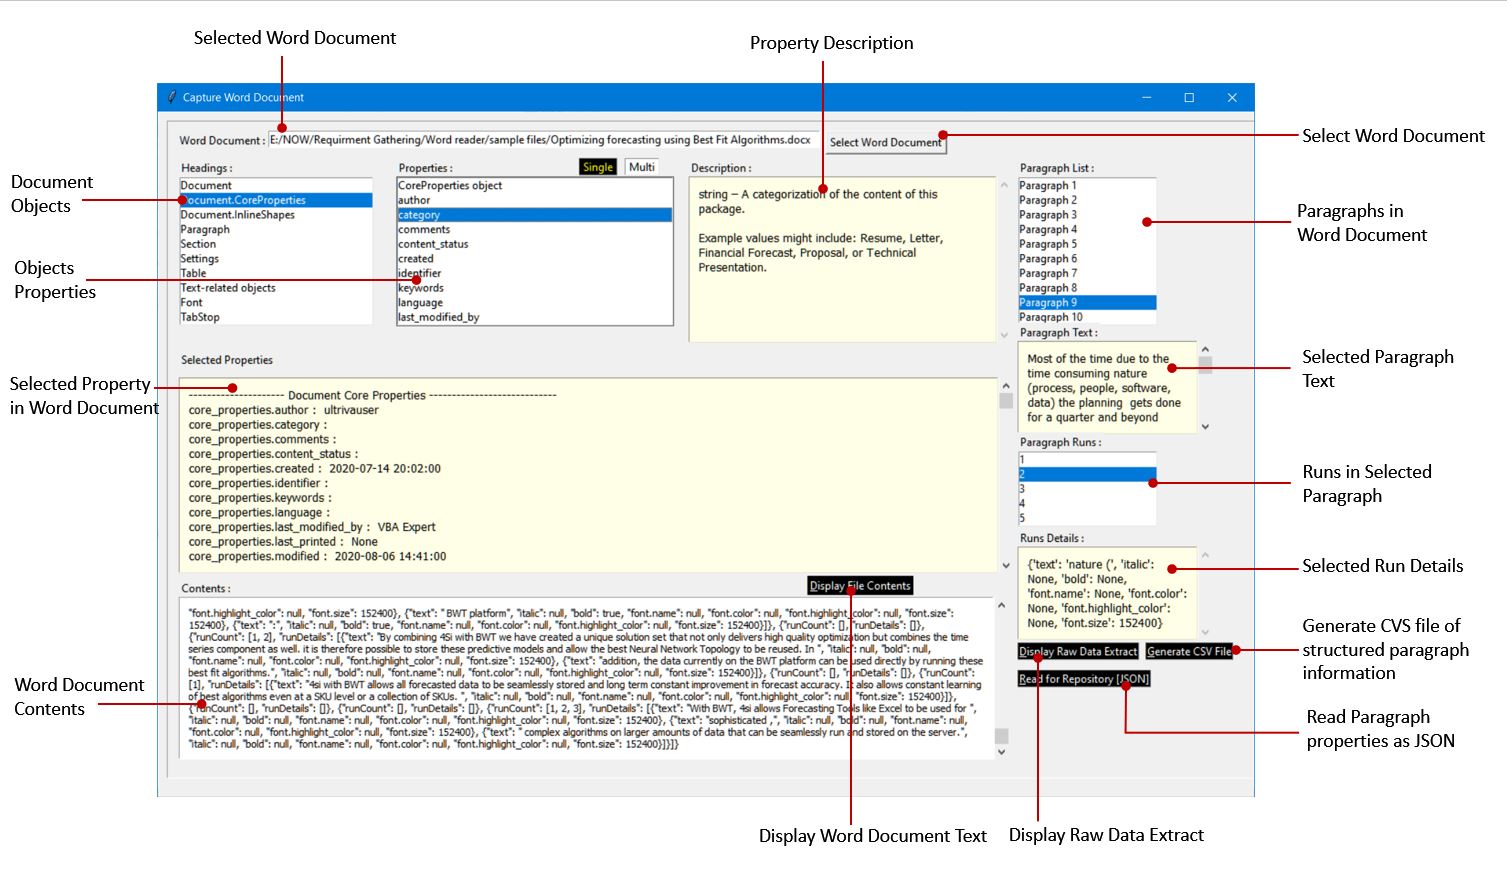 Selected Word Document
Property Description
Capture Word Document
Word Document : E:/NOW/Requirment Gathering/Word reader/sample files/Optimizing forecasting using Best Fit Algorithms.docx
Select Word Document
Select Word Document
Document
Objects
Headings :
Document
Document.CoreProperties
Document.InlineShapes
Paragraph
Section
Settings
Table
Text-related objects
Font
TabStop
Objects
Properties
Properties :
Single
Multi
CoreProperties object
author
category
comments
content_status
created
identifier
keywords
language
last_modified_by
Description :
string – A categorization of the content of this
package.
Example values might include: Resume, Letter,
Financial Forecast, Proposal, or Technical
Presentation.
Paragraph List :
Paragraph 1
Paragraph 2
Paragraph 3
Paragraph 4
Paragraph 5
Paragraph 6
Paragraph 7
Paragraph 8
Paragraph 9
Paragraph 10
Paragraphs in
Word Document
Paragraph Text :
Most of the time due to the
time consuming nature
(process, people, software,
data) the planning gets done
for a quarter and beyond
Selected Paragraph
Text
Selected Property
in Word Document
Selected Properties
--------------------- Document Core Properties ----------------------------
core_properties.author : ultrivauser
core_properties.category :
core_properties.comments :
core_properties.content_status :
core_properties.created : 2020-07-14 20:02:00
core_properties.identifier :
core_properties.keywords :
core_properties.language :
core_properties.last_modified_by : VBA Expert
core_properties.last_printed : None
core_properties.modified : 2020-08-06 14:41:00
Paragraph Runs :
1
2
3
4
5
Runs in Selected
Paragraph
Runs Details :
{'text': 'nature (', 'italic':
None, 'bold': None,
'font.name': None, 'font.color':
None, 'font.highlight_color':
None, 'font.size': 152400}
Selected Run Details
Display Raw Data Extract
Generate CSV File
Read for Repository [JSON]
Generate CVS file of
structured paragraph
information
Read Paragraph
properties as JSON
Contents :
Display File Contents
"font.highlight_color": null, "font.size": 152400}, {"text": " BWT platform", "italic": null, "bold": true, "font.name": null, "font.color": null, "font.highlight_color": null, "font.size":
152400}, {"text": ":", "italic": null, "bold": true, "font.name": null, "font.color": null, "font.highlight_color": null, "font.size": 152400}]}, {"runCount": [], "runDetails": []},
{"runCount": [1, 2], "runDetails": [{"text": "By combining 4Si with BWT we have created a unique solution set that not only delivers high quality optimization but combines the time
series component as well. it is therefore possible to store these predictive models and allow the best Neural Network Topology to be reused. In ", "italic": null, "bold": null,
"font.name": null, "font.color": null, "font.highlight_color": null, "font.size": 152400}, {"text": "addition, the data currently on the BWT platform can be used directly by running these
best fit algorithms.", "italic": null, "bold": null, "font.name": null, "font.color": null, "font.highlight_color": null, "font.size": 152400}]}, {"runCount": [], "runDetails": []}, {"runCount":
[1], "runDetails": [{"text": "4si with BWT allows all forecasted data to be seamlessly stored and long term constant improvement in forecast accuracy. It also allows constant learning
of best algorithms even at a SKU level or a collection of SKUs. ", "italic": null, "bold": null, "font.name": null, "font.color": null, "font.highlight_color": null, "font.size": 152400}]},
{"runCount": [], "runDetails": []}, {"runCount": [], "runDetails": []}, {"runCount": [1, 2, 3], "runDetails": [{"text": "With BWT, 4si allows Forecasting Tools like Excel to be used for ",
"italic": null, "bold": null, "font.name": null, "font.color": null, "font.highlight_color": null, "font.size": 152400}, {"text": "sophisticated ,", "italic": null, "bold": null, "font.name": null,
"font.color": null, "font.highlight_color": null, "font.size": 152400}, {"text": " complex algorithms on larger amounts of data that can be seamlessly run and stored on the server.",
"italic": null, "bold": null, "font.name": null, "font.color": null, "font.highlight_color": null, "font.size": 152400}]}]}
Word Document
Contents
Display Word Document Text
Display Raw Data Extract